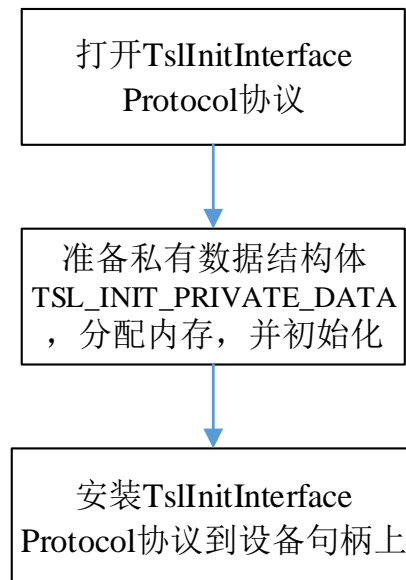 打开TslInitInterface
Protocol协议
准备私有数据结构体
TSL_INIT_PRIVATE_DATA
，分配内存，并初始化
安装TslInitInterface
Protocol协议到设备句柄上